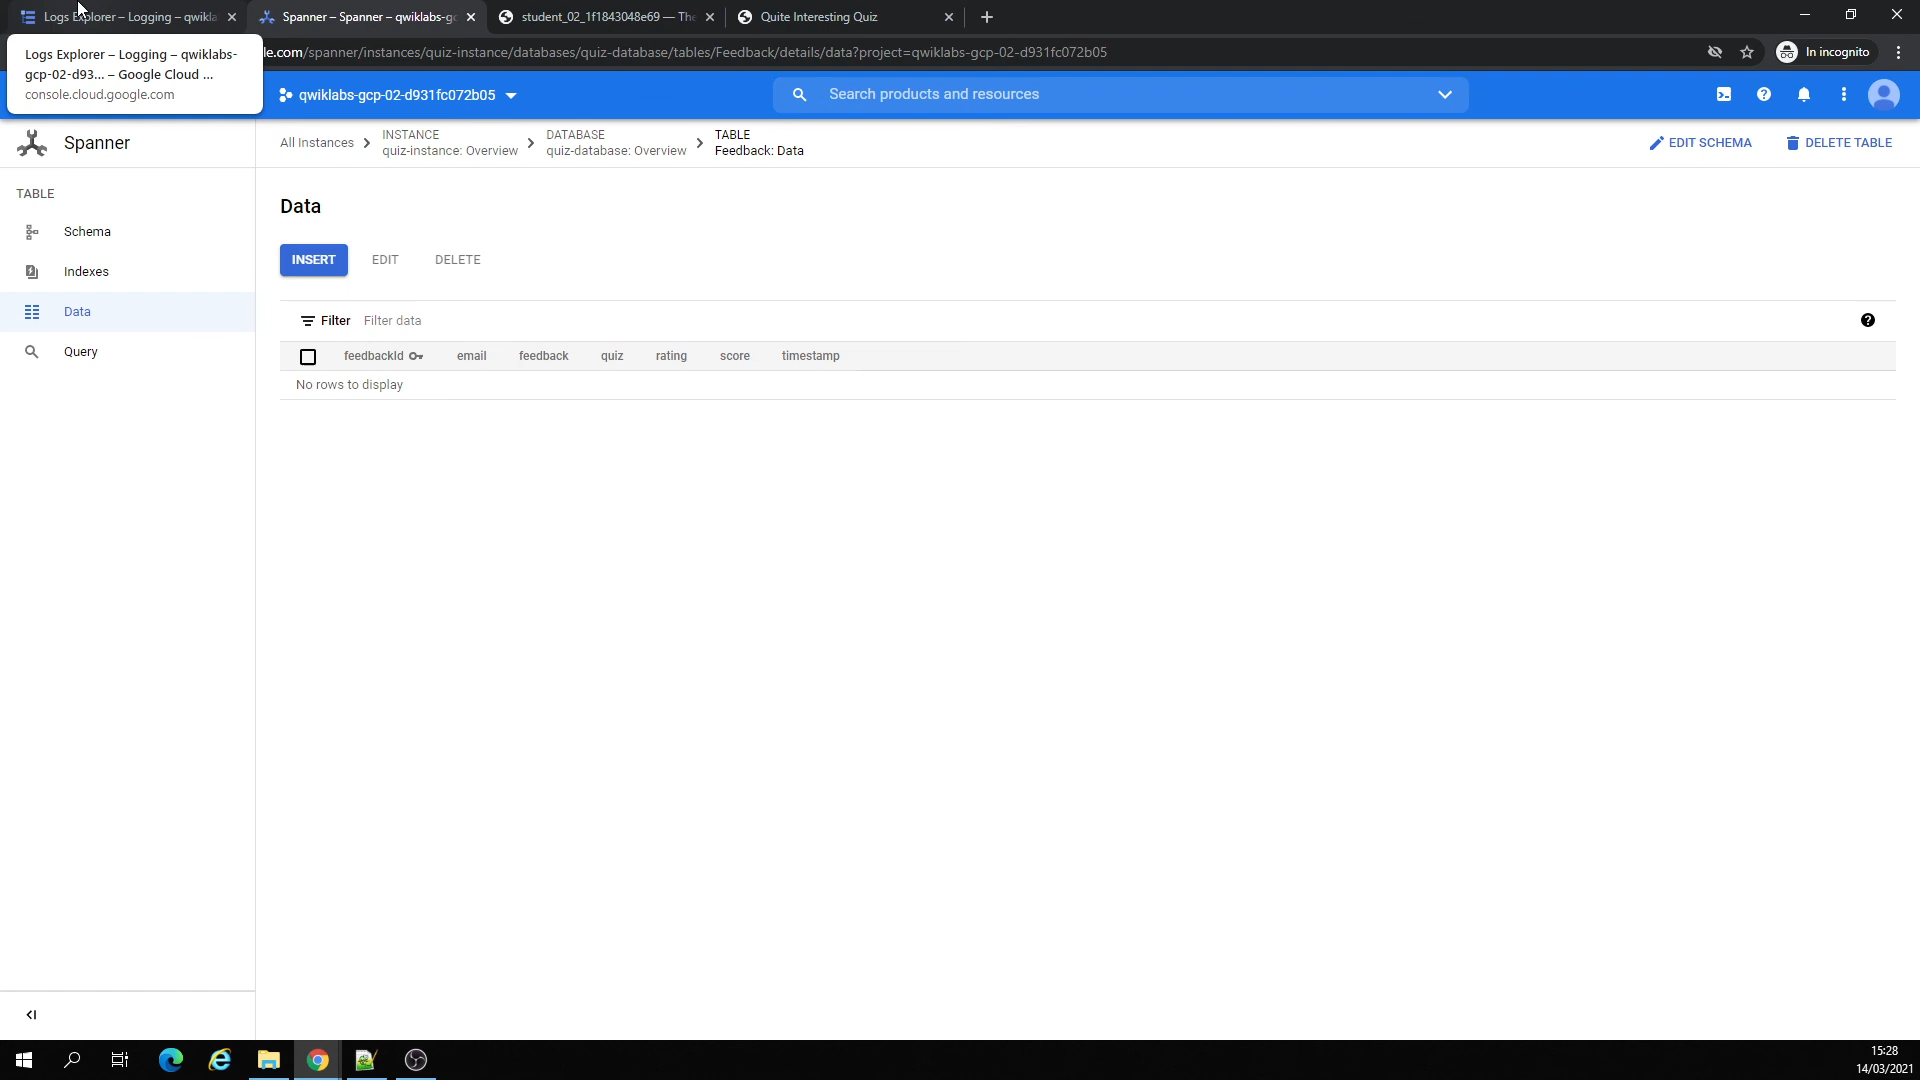 Logs Explorer – Logging – qwikla
Spanner – Spanner – qwiklabs-gc
student_02_1f1843048e69 — The
Quite Interesting Quiz
Logs Explorer – Logging – qwiklabs-
gcp-02-d93... – Google Cloud ...
console.cloud.google.com
le.com/spanner/instances/quiz-instance/databases/quiz-database/tables/Feedback/details/data?project=qwiklabs-gcp-02-d931fc072b05
In incognito
qwiklabs-gcp-02-d931fc072b05
Search products and resources
Spanner
All Instances
INSTANCE
quiz-instance: Overview
DATABASE
quiz-database: Overview
TABLE
Feedback: Data
EDIT SCHEMA
DELETE TABLE
TABLE
Schema
Indexes
Data
Query
Data
INSERT
EDIT
DELETE
Filter
Filter data
feedbackId
email
feedback
quiz
rating
score
timestamp
No rows to display
15:28
14/03/2021